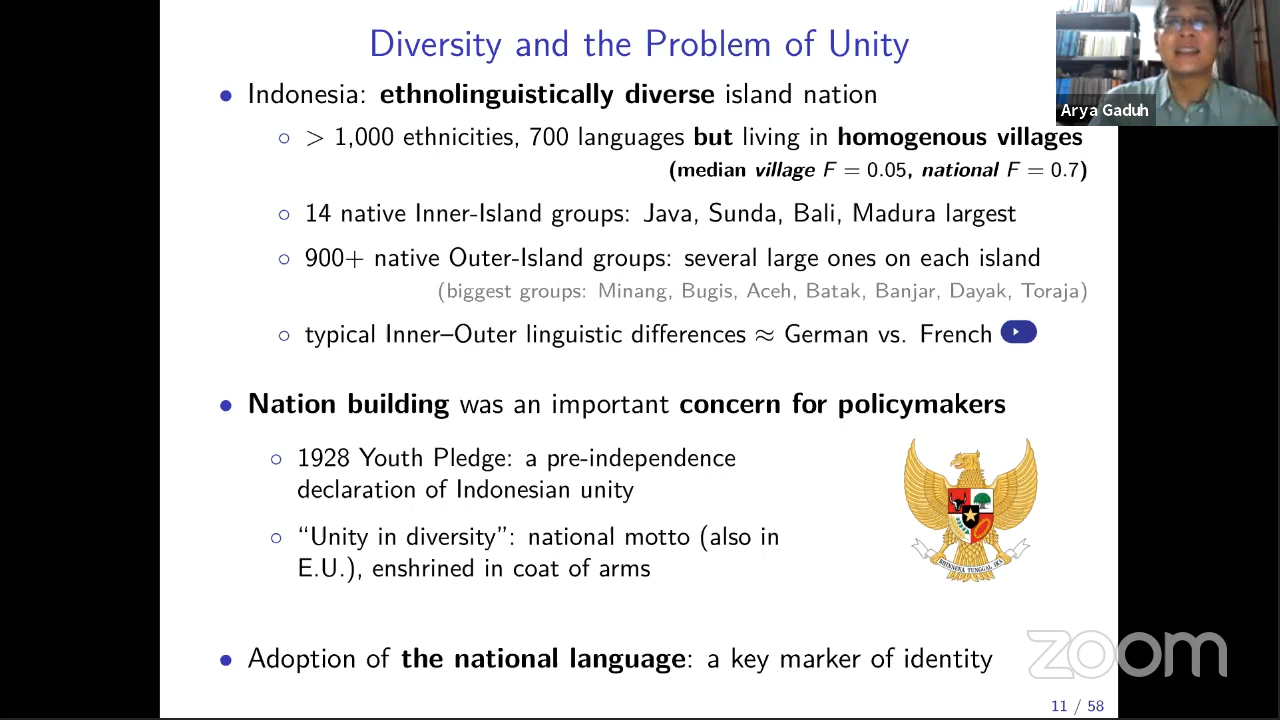 Diversity and the Problem of Unity
Arya Gaduh
• Indonesia: ethnolinguistically diverse island nation
◦ > 1,000 ethnicities, 700 languages but living in homogenous villages
(median village F = 0.05, national F = 0.7)
◦ 14 native Inner-Island groups: Java, Sunda, Bali, Madura largest
◦ 900+ native Outer-Island groups: several large ones on each island
(biggest groups: Minang, Bugis, Aceh, Batak, Banjar, Dayak, Toraja)
◦ typical Inner–Outer linguistic differences ≈ German vs. French
• Nation building was an important concern for policymakers
◦ 1928 Youth Pledge: a pre-independence
declaration of Indonesian unity
◦ “Unity in diversity”: national motto (also in
E.U.), enshrined in coat of arms
BHINNEKA TUNGGAL IKA
• Adoption of the national language: a key marker of identity
zoom
11 / 58